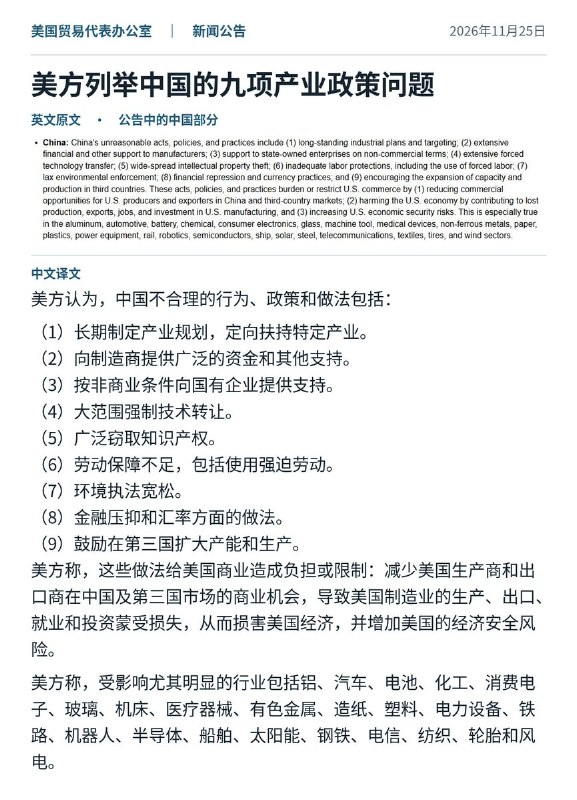 美国贸易代表办公室 | 新闻公告
2026年11月25日
美方列举中国的九项产业政策问题
英文原文 • 公告中的中国部分
• China: China's unreasonable acts, policies, and practices include (1) long-standing industrial plans and targeting; (2) extensive
financial and other support to manufacturers; (3) support to state-owned enterprises on non-commercial terms; (4) extensive forced
technology transfer; (5) wide-spread intellectual property theft; (6) inadequate labor protections, including the use of forced labor; (7)
lax environmental enforcement; (8) financial repression and currency practices; and (9) encouraging the expansion of capacity and
production in third countries. These acts, policies, and practices burden or restrict U.S. commerce by (1) reducing commercial
opportunities for U.S. producers and exporters in China and third-country markets; (2) harming the U.S. economy by contributing to lost
production, exports, jobs, and investment in U.S. manufacturing, and (3) increasing U.S. economic security risks. This is especially true
in the aluminum, automotive, battery, chemical, consumer electronics, glass, machine tool, medical devices, non-ferrous metals, paper,
plastics, power equipment, rail, robotics, semiconductors, ship, solar, steel, telecommunications, textiles, tires, and wind sectors.
中文译文
美方认为，中国不合理的行为、政策和做法包括：
（1）长期制定产业规划，定向扶持特定产业。
（2）向制造商提供广泛的资金和其他支持。
（3）按非商业条件向国有企业提供支持。
（4）大范围强制技术转让。
（5）广泛窃取知识产权。
（6）劳动保障不足，包括使用强迫劳动。
（7）环境执法宽松。
（8）金融压抑和汇率方面的做法。
（9）鼓励在第三国扩大产能和生产。
美方称，这些做法给美国商业造成负担或限制：减少美国生产商和出
口商在中国及第三国市场的商业机会，导致美国制造业的生产、出口、
就业和投资蒙受损失，从而损害美国经济，并增加美国的经济安全风
险。
美方称，受影响尤其明显的行业包括铝、汽车、电池、化工、消费电
子、玻璃、机床、医疗器械、有色金属、造纸、塑料、电力设备、铁
路、机器人、半导体、船舶、太阳能、钢铁、电信、纺织、轮胎和风
电。